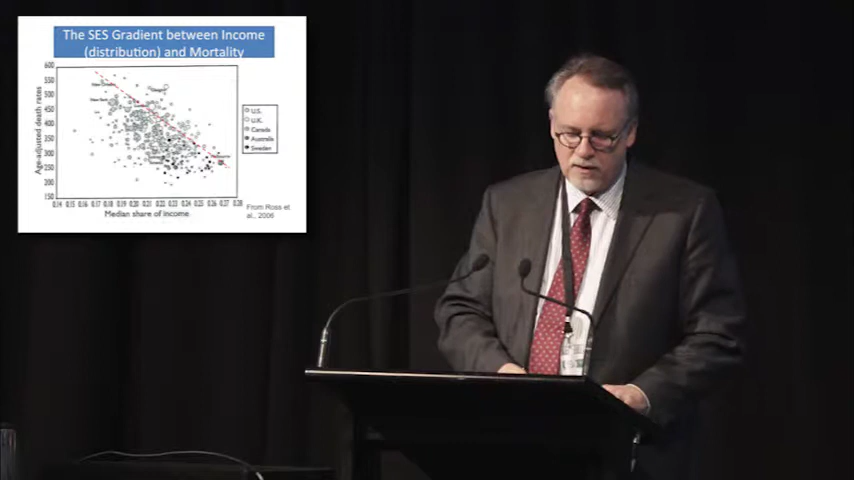 The SES Gradient between Income
(distribution) and Mortality
600
550
500
450
400
350
300
250
200
150
Age-adjusted death rates
0.14 0.15 0.16 0.17 0.18 0.19 0.20 0.21 0.22 0.23 0.24 0.25 0.26 0.27 0.28
Median share of income
U.S.
U.K.
Canada
Australia
Sweden
From Ross et
al., 2006